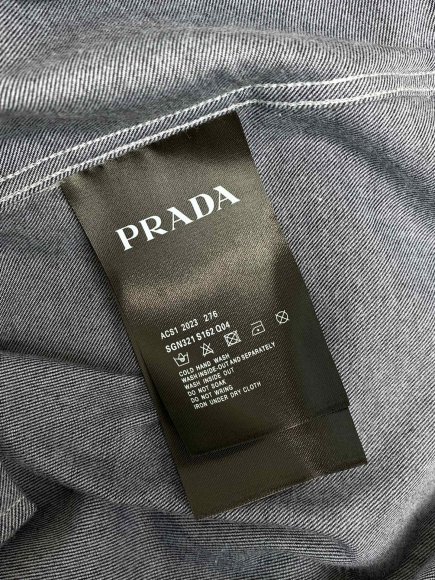 PRADA
ACS1 2023 276
SGN321 S162 Q04
COLD HAND WASH
WASH INSIDE-OUT AND SEPARATELY
WASH INSIDE OUT
DO NOT SOAK
DO NOT WRING
IRON UNDER DRY CLOTH